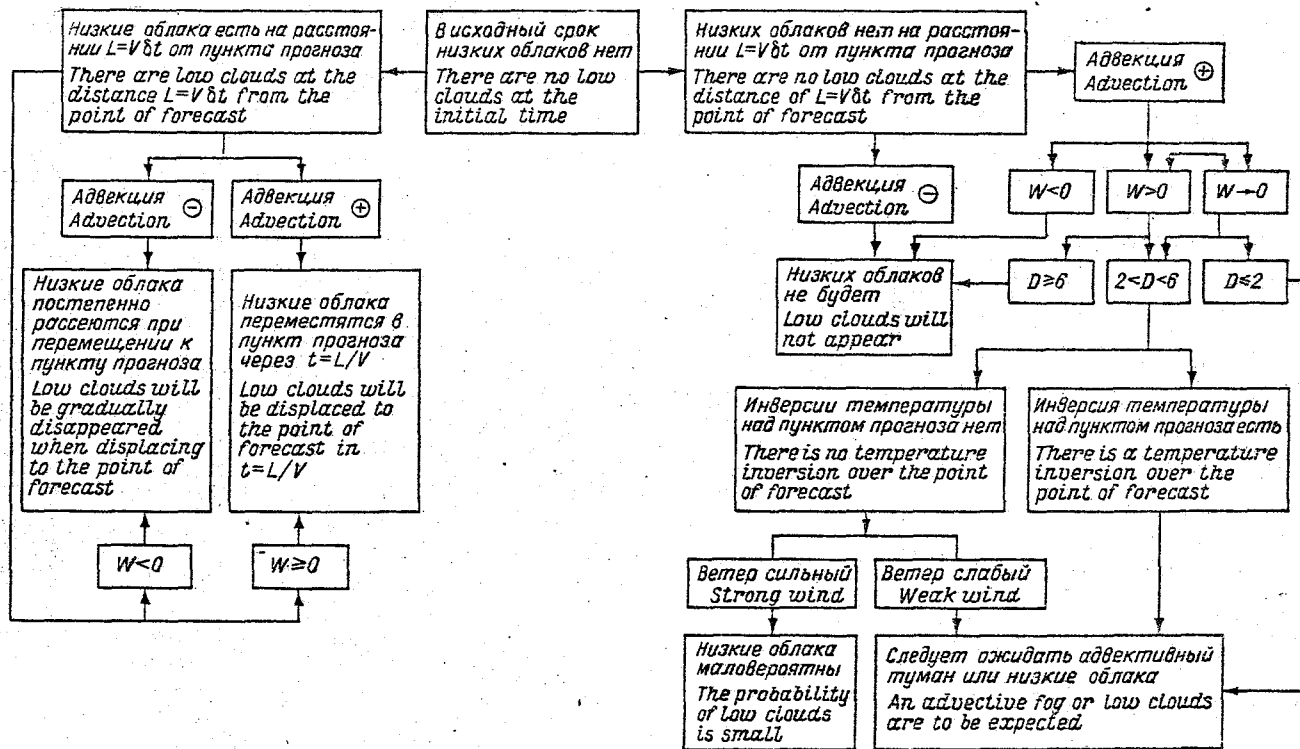 Низкие облака есть на расстоя-
нии L=Vδt от пункта прогноза
There are low clouds at the
distance L=Vδt from the
point of forecast
В исходный срок
низких облаков нет
There are no low
clouds at the
initial time
Низких облаков нет на расстоя-
нии L=Vδt от пункта прогноза
There are no low clouds at the
distance of L=Vδt from the
point of forecast
Адвекция
Advection ⊕
Адвекция
Advection ⊖
Адвекция
Advection ⊕
Адвекция
Advection ⊖
W<0
W>0
W→0
Низкие облака
постепенно
рассеются при
перемещении к
пункту прогноза
Low clouds will
be gradually
disappeared
when displacing
to the point of
forecast
Низкие облака
переместятся в
пункт прогноза
через t=L/V
Low clouds will
be displaced to
the point of
forecast in
t=L/V
Низких облаков
не будет
Low clouds will
not appear
D≥6
2<D<6
D≤2
Инверсии температуры
над пунктом прогноза нет
There is no temperature
inversion over the point
of forecast
Инверсия температуры
над пунктом прогноза есть
There is a temperature
inversion over the
point of forecast
W<0
W≥0
Ветер сильный
Strong wind
Ветер слабый
Weak wind
Низкие облака
маловероятны
The probability
of low clouds
is small
Следует ожидать адвективный
туман или низкие облака
An advective fog or low clouds
are to be expected